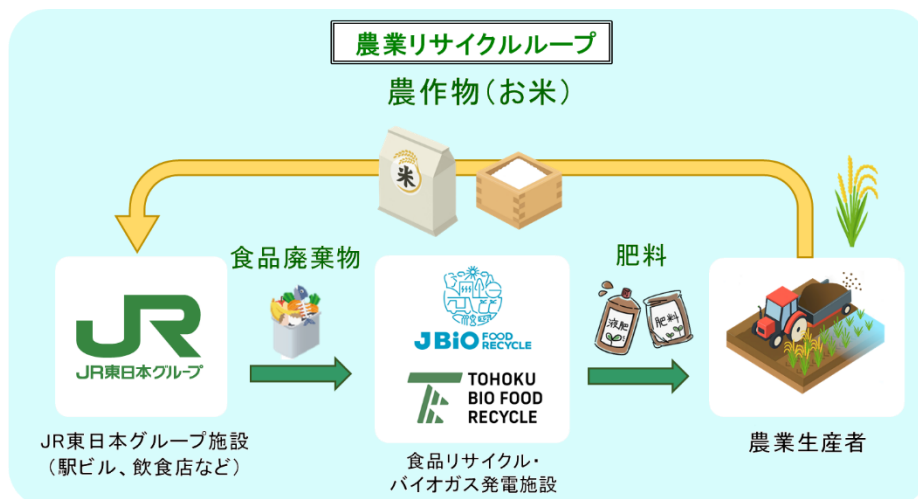 農業リサイクルループ
農作物(お米)
米
食品廃棄物
肥料
液肥
肥料
JR
JR東日本グループ
JBiO FOOD RECYCLE
TOHOKU
BIO FOOD
RECYCLE
JR東日本グループ施設
(駅ビル、飲食店など)
食品リサイクル・
バイオガス発電施設
農業生産者